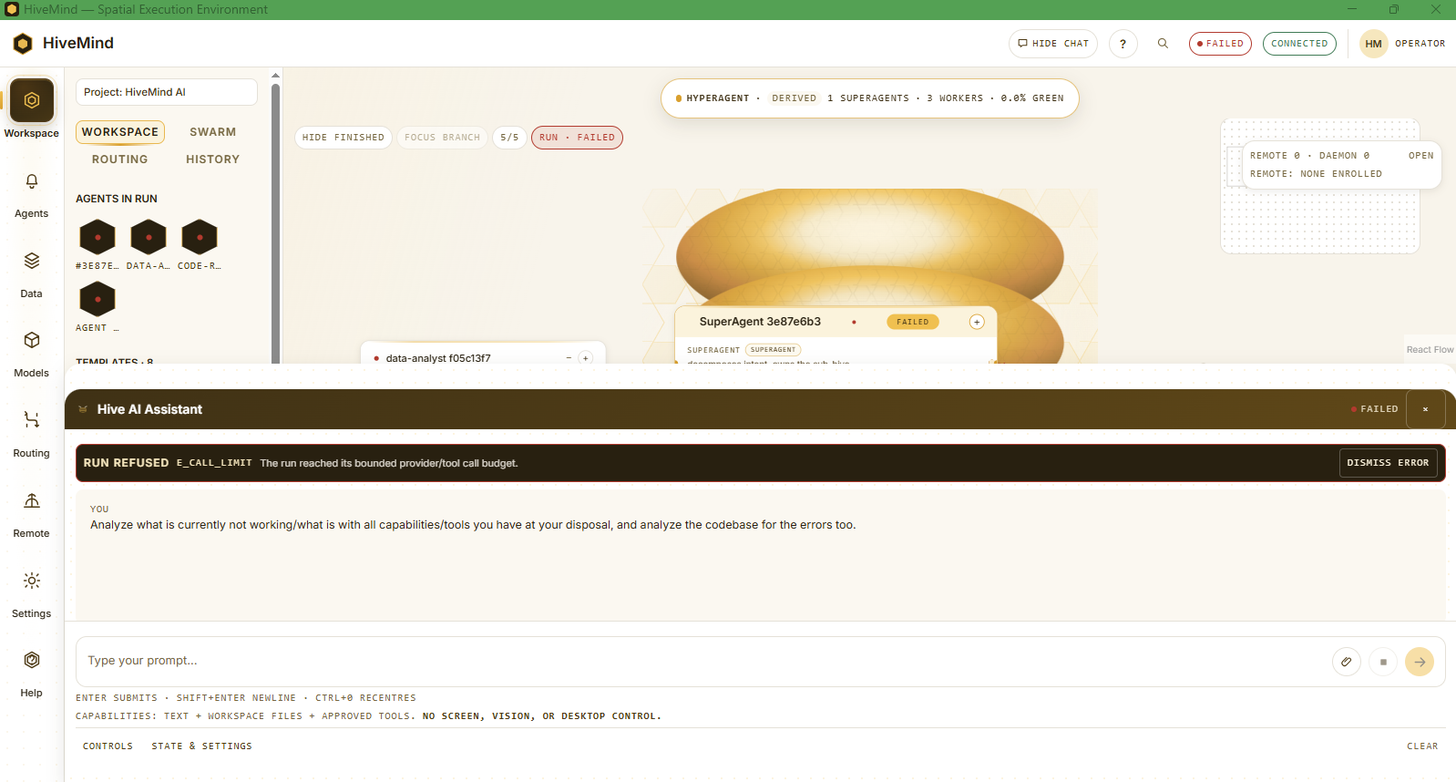 HiveMind — Spatial Execution Environment
HiveMind
HIDE CHAT
?
FAILED
CONNECTED
HM
OPERATOR
Workspace
Agents
Data
Models
Routing
Remote
Settings
Help
Project: HiveMind AI
WORKSPACE
SWARM
ROUTING
HISTORY
AGENTS IN RUN
#3E87E…
DATA-A…
CODE-R…
AGENT …
TEMPLATES · 8
HYPERAGENT · DERIVED 1 SUPERAGENTS · 3 WORKERS · 0.0% GREEN
HIDE FINISHED
FOCUS BRANCH
5/5
RUN · FAILED
REMOTE 0 · DAEMON 0 OPEN
REMOTE: NONE ENROLLED
SuperAgent 3e87e6b3
FAILED
+
SUPERAGENT SUPERAGENT
data-analyst f05c13f7
− +
React Flow
Hive AI Assistant
FAILED
×
RUN REFUSED E_CALL_LIMIT The run reached its bounded provider/tool call budget.
DISMISS ERROR
YOU
Analyze what is currently not working/what is with all capabilities/tools you have at your disposal, and analyze the codebase for the errors too.
Type your prompt...
ENTER SUBMITS · SHIFT+ENTER NEWLINE · CTRL+0 RECENTRES
CAPABILITIES: TEXT + WORKSPACE FILES + APPROVED TOOLS. NO SCREEN, VISION, OR DESKTOP CONTROL.
CONTROLS
STATE & SETTINGS
CLEAR